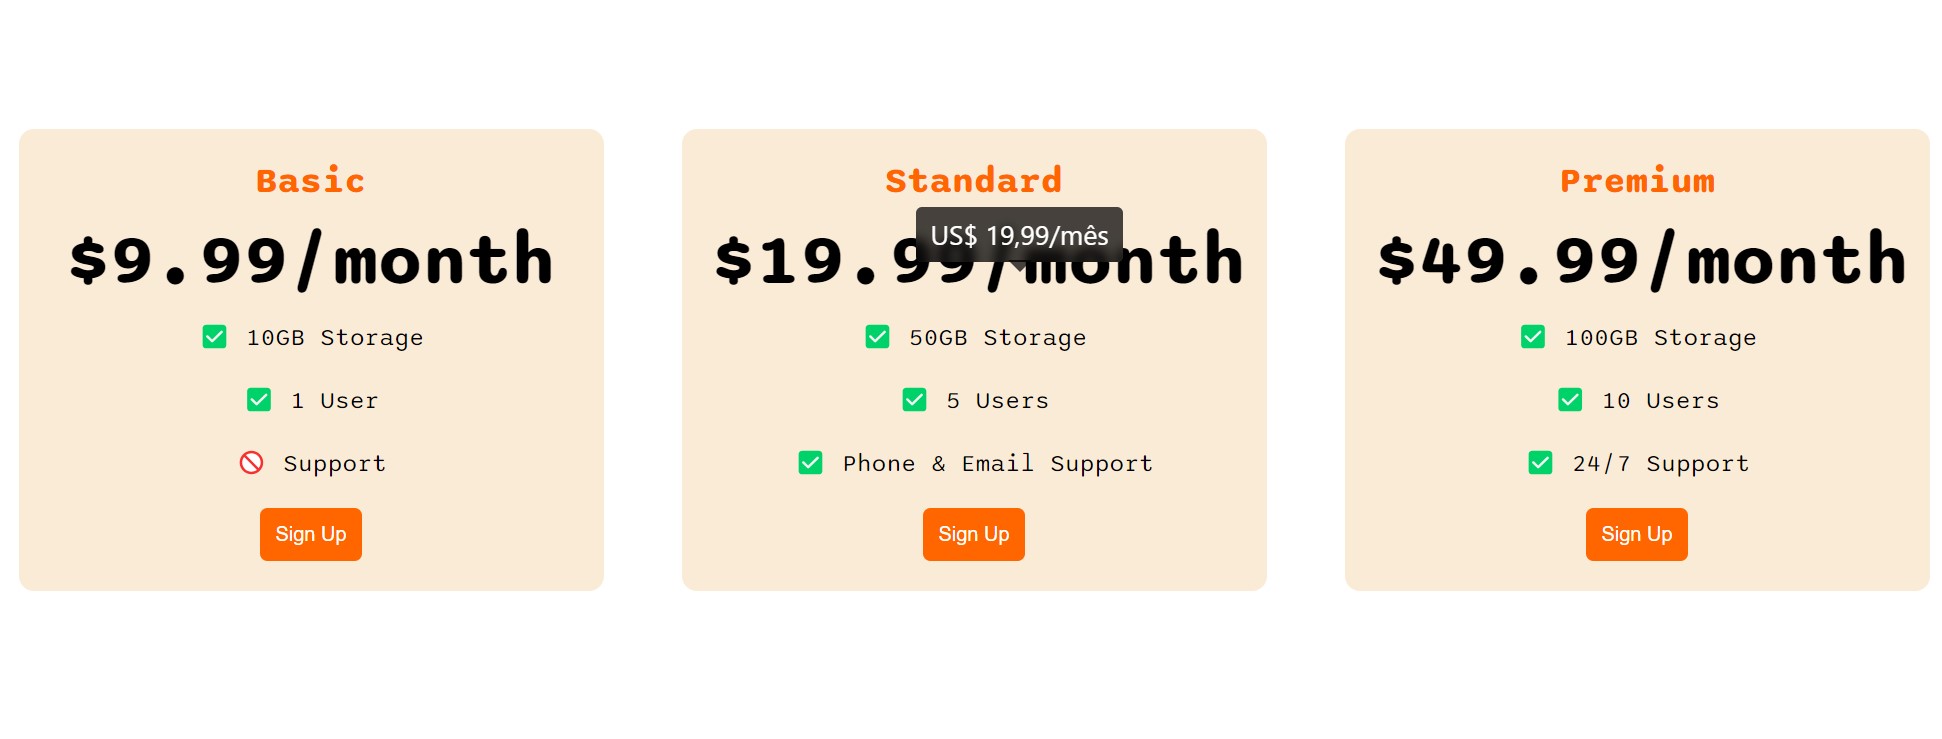 Basic
$9.99/month
10GB Storage
1 User
Support
Sign Up
Standard
US$ 19,99/mês
$19.99/month
50GB Storage
5 Users
Phone & Email Support
Sign Up
Premium
$49.99/month
100GB Storage
10 Users
24/7 Support
Sign Up